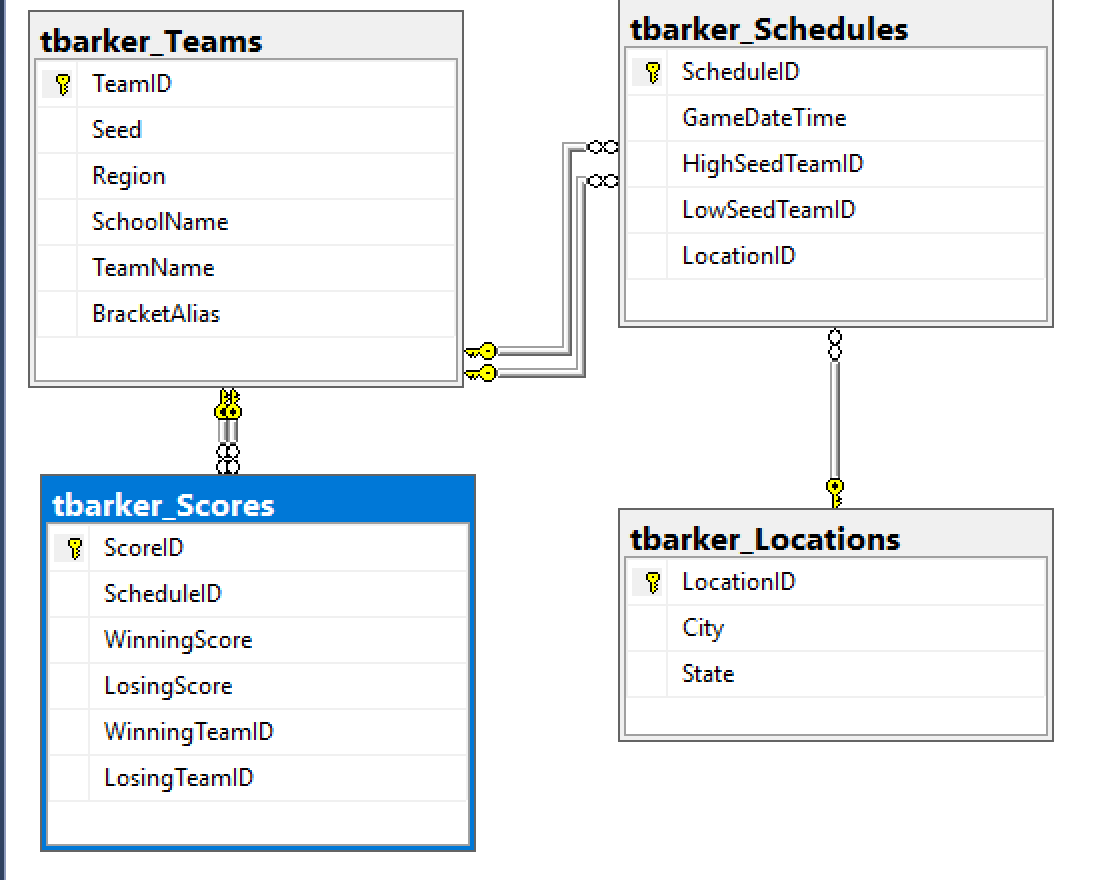 tbarker_Teams
TeamID
Seed
Region
SchoolName
TeamName
BracketAlias
tbarker_Schedules
ScheduleID
GameDateTime
HighSeedTeamID
LowSeedTeamID
LocationID
tbarker_Scores
ScoreID
ScheduleID
WinningScore
LosingScore
WinningTeamID
LosingTeamID
tbarker_Locations
LocationID
City
State